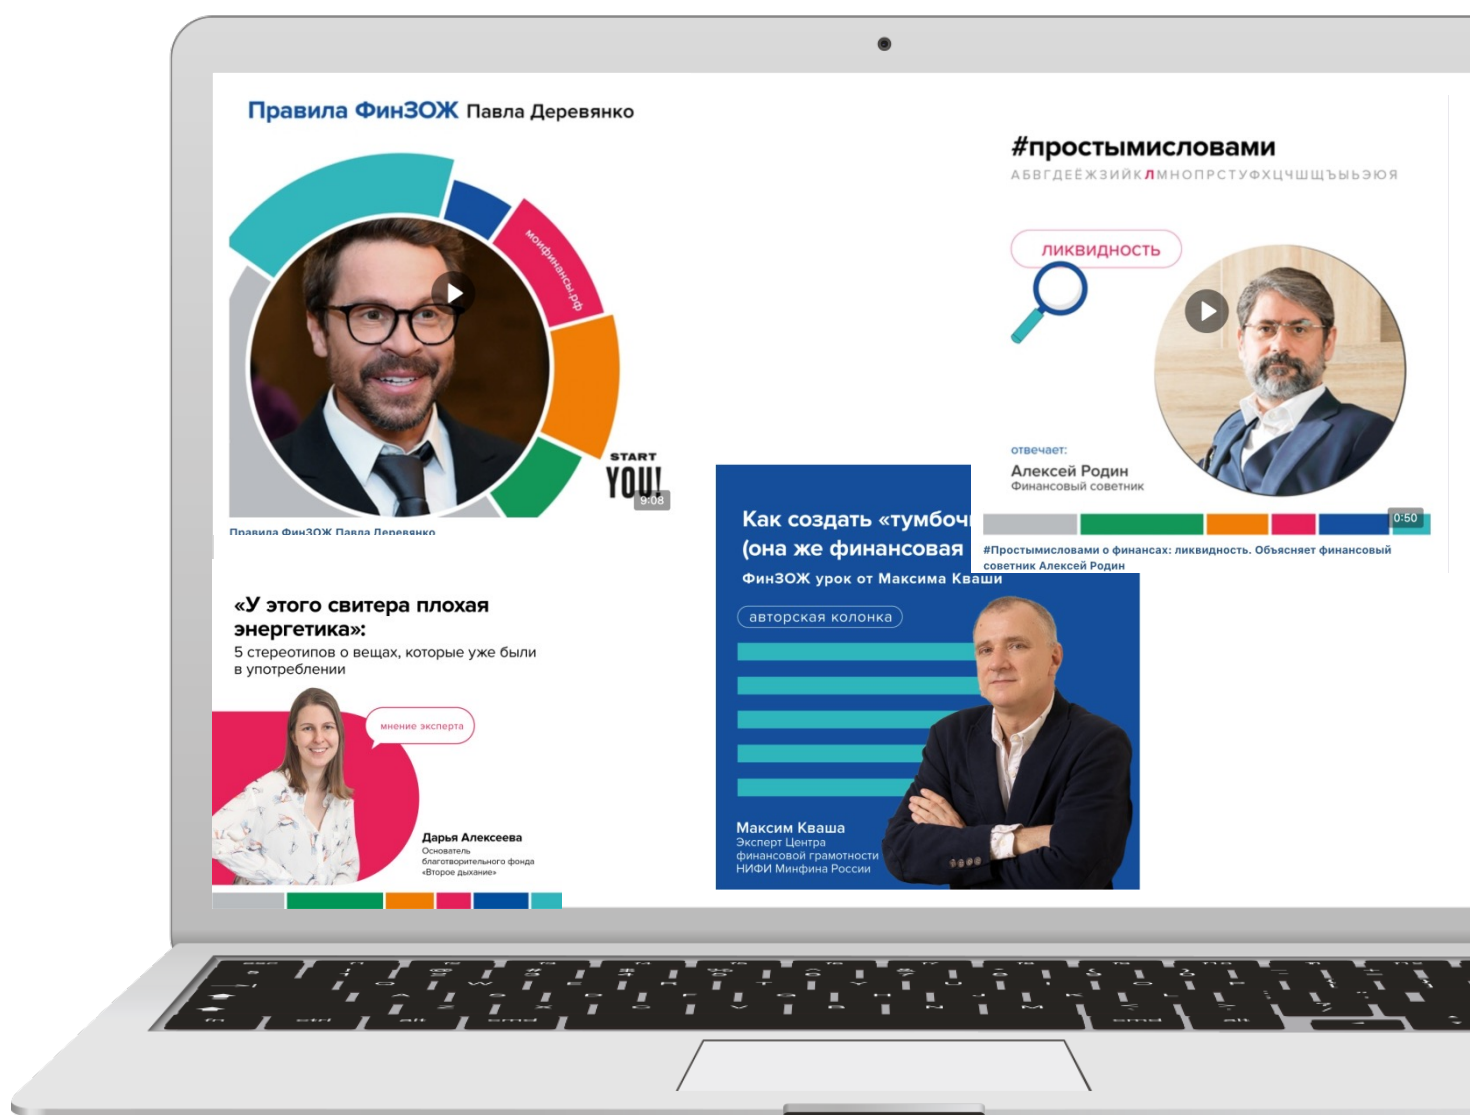 Правила ФинЗОЖ Павла Деревянко
моифинансы.рф
START
YOU!
9:08
Правила ФинЗОЖ Павла Деревянко
#простымисловами
АБВГДЕЁЖЗИЙКЛМНОПРСТУФХЦЧШЩЪЫЬЭЮЯ
ЛИКВИДНОСТЬ
отвечает:
Алексей Родин
Финансовый советник
0:50
#Простымисловами о финансах: ликвидность. Объясняет финансовый
советник Алексей Родин
«У этого свитера плохая
энергетика»:
5 стереотипов о вещах, которые уже были
в употреблении
мнение эксперта
Дарья Алексеева
Основатель
благотворительного фонда
«Второе дыхание»
Как создать
(она же финансовая
ФинЗОЖ урок от Максима Кваши
авторская колонка
Максим Кваша
Эксперт Центра
финансовой грамотности
НИФИ Минфина России